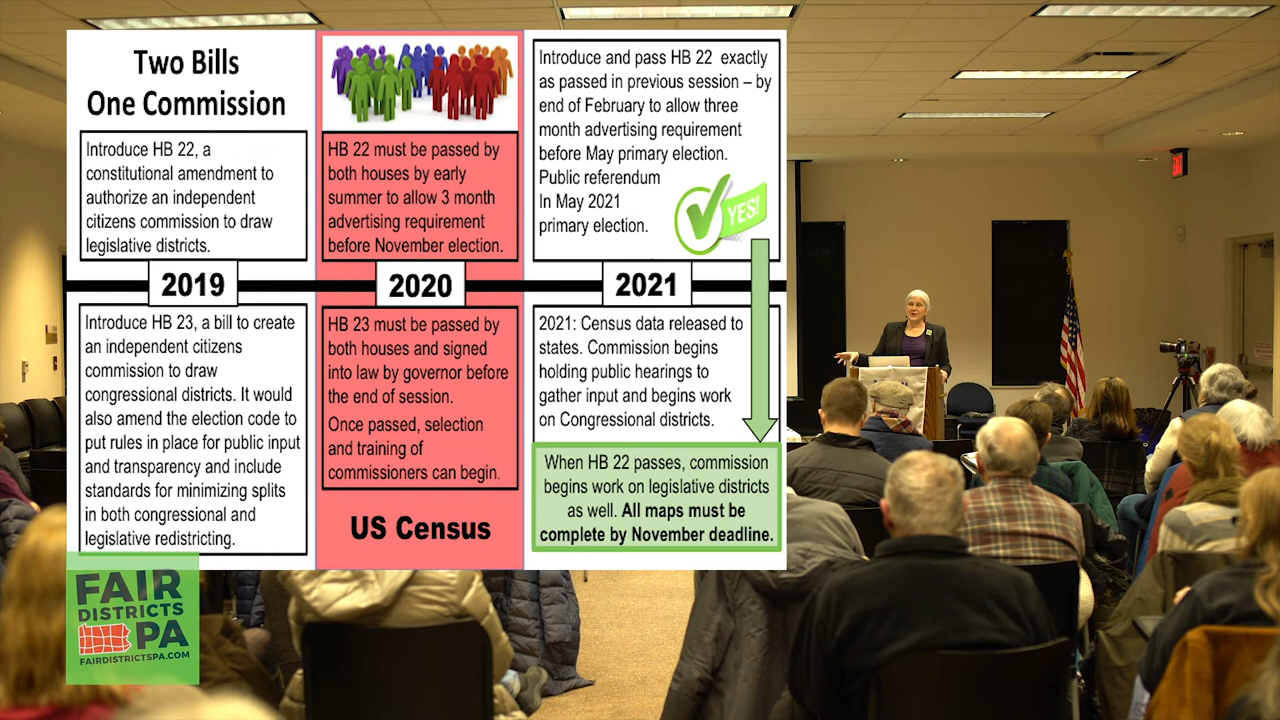 Two Bills
One Commission
Introduce HB 22, a
constitutional amendment to
authorize an independent
citizens commission to draw
legislative districts.
2019
Introduce HB 23, a bill to create
an independent citizens
commission to draw
congressional districts. It would
also amend the election code to
put rules in place for public input
and transparency and include
standards for minimizing splits
in both congressional and
legislative redistricting.
HB 22 must be passed by
both houses by early
summer to allow 3 month
advertising requirement
before November election.
2020
HB 23 must be passed by
both houses and signed
into law by governor before
the end of session.
Once passed, selection
and training of
commissioners can begin.
US Census
Introduce and pass HB 22 exactly
as passed in previous session – by
end of February to allow three
month advertising requirement
before May primary election.
Public referendum
In May 2021
primary election.
YES!
2021
2021: Census data released to
states. Commission begins
holding public hearings to
gather input and begins work
on Congressional districts.
When HB 22 passes, commission
begins work on legislative districts
as well. All maps must be
complete by November deadline.
FAIR
DISTRICTS
PA
FAIRDISTRICTSPA.COM